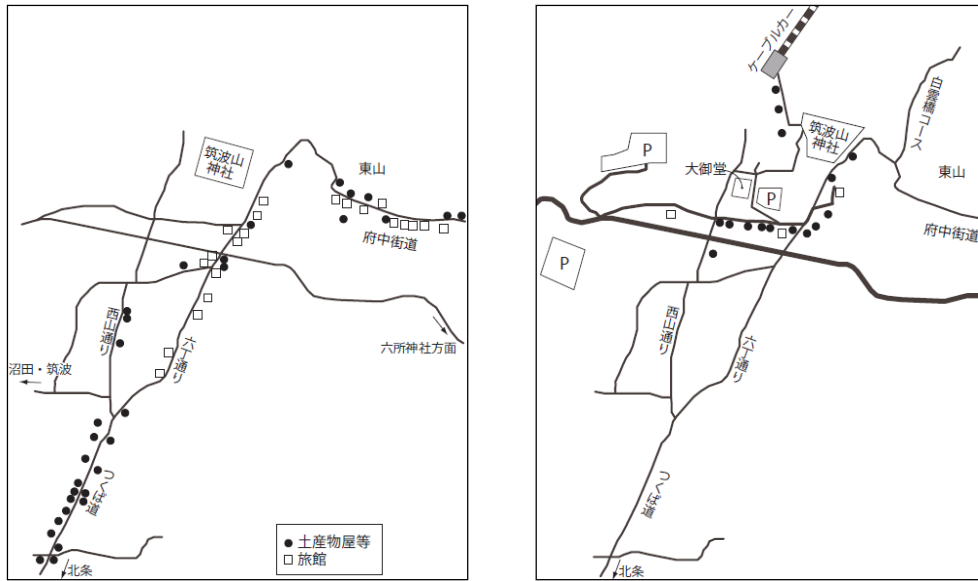 筑波山
神社
東山
府中街道
六所神社方面
西山通り
六丁通り
沼田・筑波
つくば道
土産物屋等
旅館
北条
ケーブルカー
白雲橋コース
筑波山
神社
P
大御堂
P
東山
府中街道
P
西山通り
六丁通り
つくば道
北条